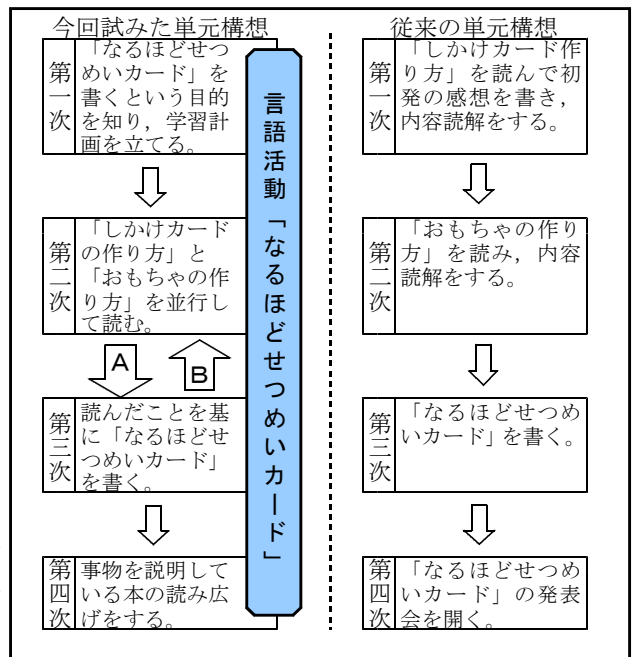 今回試みた単元構想
第一次
「なるほどせつ
めいカード」を
書くという目的
を知り，学習計
画を立てる。
第二次
「しかけカード
の作り方」と
「おもちゃの作
り方」を並行し
て読む。
A
B
第三次
読んだことを基
に「なるほどせ
つめいカード」
を書く。
第四次
事物を説明して
いる本の読み広
げをする。
言語活動「なるほどせつめいカード」
従来の単元構想
第一次
「しかけカード作
り方」を読んで初
発の感想を書き，
内容読解をする。
第二次
「おもちゃの作り
方」を読み，内容
読解をする。
第三次
「なるほどせつめ
いカード」を書く。
第四次
「なるほどせつめ
いカード」の発表
会を開く。